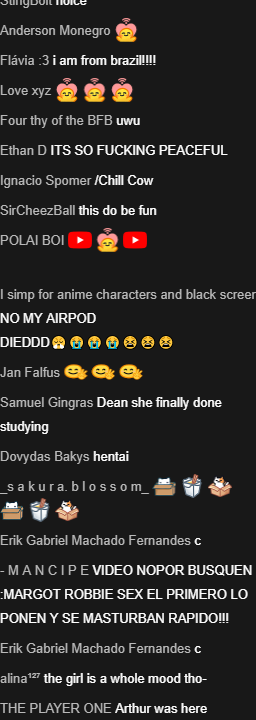 StingBolt noice
Anderson Monegro
Flávia :3 i am from brazil!!!!
Love xyz
Four thy of the BFB uwu
Ethan D ITS SO FUCKING PEACEFUL
Ignacio Spomer /Chill Cow
SirCheezBall this do be fun
POLAI BOI
I simp for anime characters and black screen
NO MY AIRPOD
DIEDDD😤😭😭😭😫😫😫
Jan Falfus
Samuel Gingras Dean she finally done
studying
Dovydas Bakys hentai
_s a k u r a. b l o s s o m_
Erik Gabriel Machado Fernandes c
- M A N C I P E VIDEO NOPOR BUSQUEN
:MARGOT ROBBIE SEX EL PRIMERO LO
PONEN Y SE MASTURBAN RAPIDO!!!
Erik Gabriel Machado Fernandes c
alina¹²⁷ the girl is a whole mood tho-
THE PLAYER ONE Arthur was here